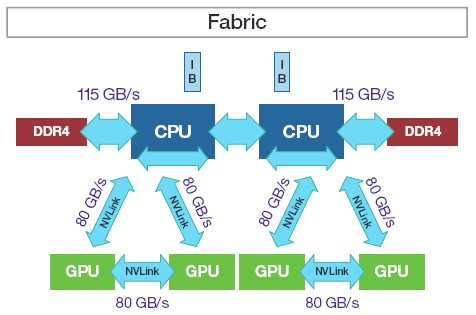 Fabric
I
B
I
B
115 GB/s
115 GB/s
DDR4
CPU
CPU
DDR4
80 GB/s
NVLink
NVLink
80 GB/s
80 GB/s
NVLink
NVLink
80 GB/s
GPU
NVLink
GPU
GPU
NVLink
GPU
80 GB/s
80 GB/s